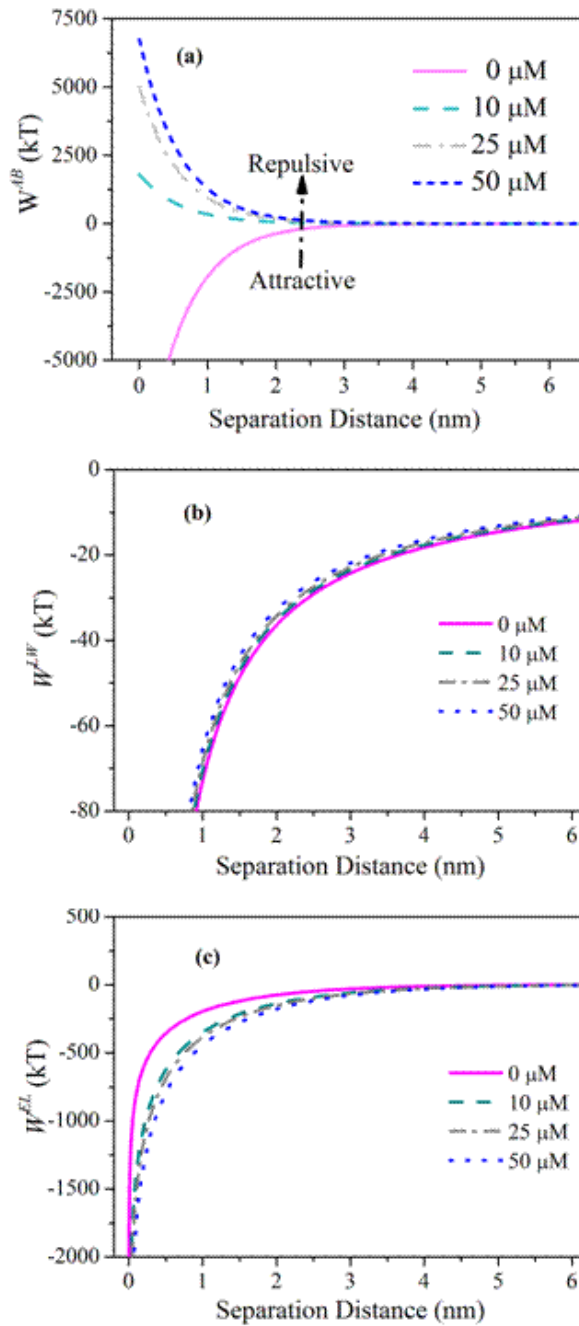 7500
(a)
0 μM
10 μM
25 μM
50 μM
5000
2500
Repulsive
0
Attractive
-2500
-5000
W^AB (kT)
0 1 2 3 4 5 6
Separation Distance (nm)
0
(b)
-20
-40
-60
-80
W^LW (kT)
0 μM
10 μM
25 μM
50 μM
0 1 2 3 4 5 6
Separation Distance (nm)
500
(c)
0
-500
-1000
-1500
-2000
W^EL (kT)
0 μM
10 μM
25 μM
50 μM
0 1 2 3 4 5 6
Separation Distance (nm)